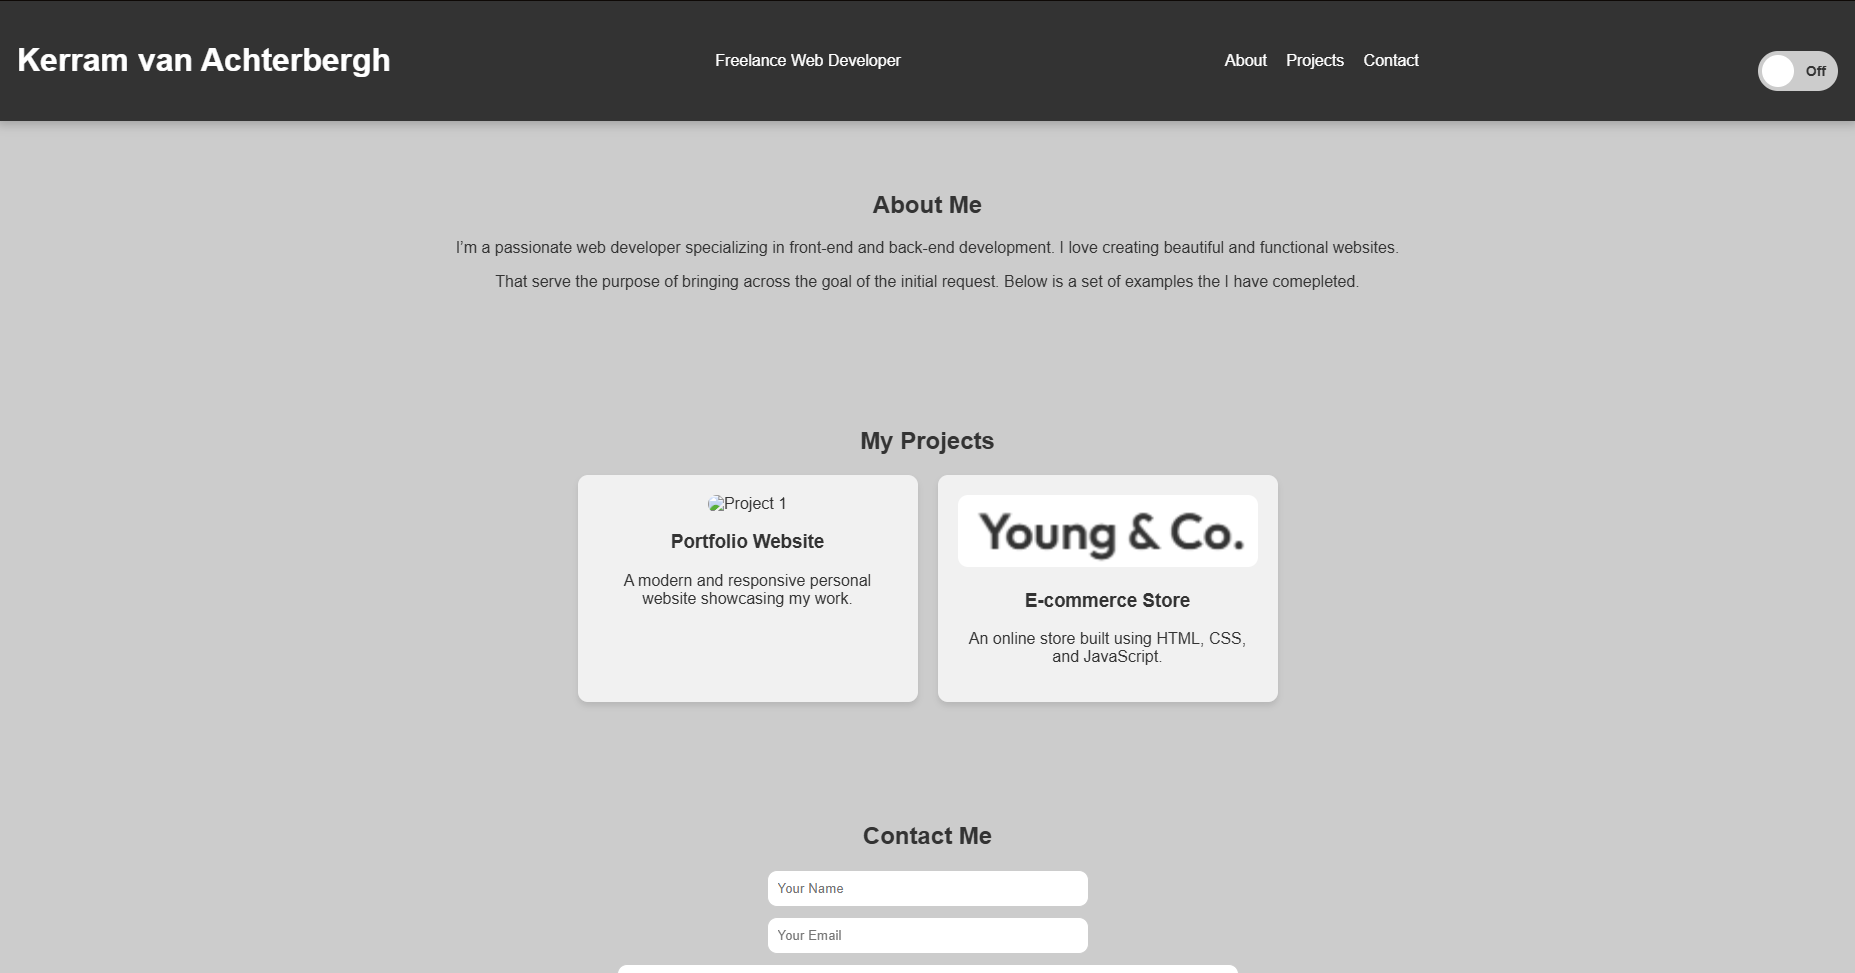 Kerram van Achterbergh
Freelance Web Developer
About Projects Contact
Off
About Me
I’m a passionate web developer specializing in front-end and back-end development. I love creating beautiful and functional websites.
That serve the purpose of bringing across the goal of the initial request. Below is a set of examples the I have comepleted.
My Projects
Project 1
Portfolio Website
A modern and responsive personal
website showcasing my work.
Young & Co.
E-commerce Store
An online store built using HTML, CSS,
and JavaScript.
Contact Me
Your Name
Your Email